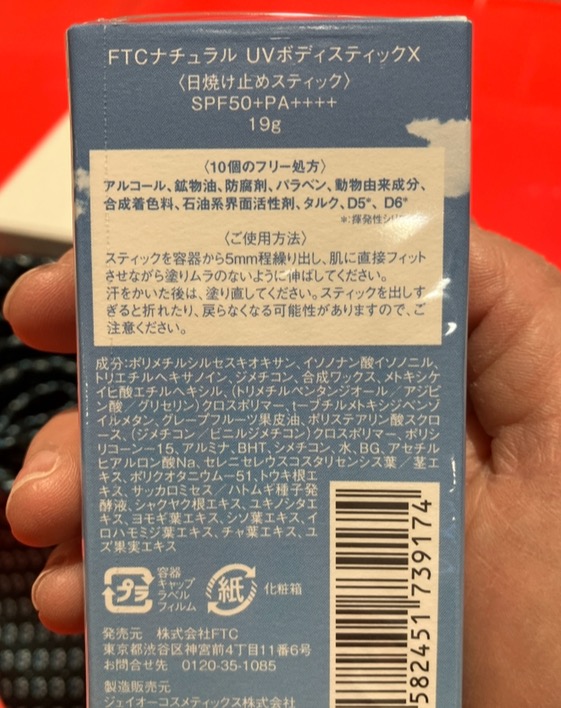 FTCナチュラル UVボディスティックX
〈日焼け止めスティック〉
SPF50+PA++++
19g
〈10個のフリー処方〉
アルコール、鉱物油、防腐剤、パラベン、動物由来成分、
合成着色料、石油系界面活性剤、タルク、D5*、D6*
*:揮発性シリ
〈ご使用方法〉
スティックを容器から5mm程繰り出し、肌に直接フィット
させながら塗りムラのないように伸ばしてください。
汗をかいた後は、塗り直してください。スティックを出しす
ぎると折れたり、戻らなくなる可能性がありますので、ご
注意ください。
成分:ポリメチルシルセスキオキサン、イソノナン酸イソノニル、
トリエチルヘキサノイン、ジメチコン、合成ワックス、メトキシケ
イヒ酸エチルヘキシル、(トリメチルペンタンジオール/アジピ
ン酸/グリセリン)クロスポリマー、t-ブチルメトキシジベンゾ
イルメタン、グレープフルーツ果皮油、ポリステアリン酸スクロ
ース、(ジメチコン/ビニルジメチコン)クロスポリマー、ポリシ
リコーン-15、アルミナ、BHT、シメチコン、水、BG、アセチル
ヒアルロン酸Na、セレニセレウスコスタリセンシス葉/茎エ
キス、ポリクオタニウム-51、トウキ根エ
キス、サッカロミセス/ハトムギ種子発
酵液、シャクヤク根エキス、ユキノシタエ
キス、ヨモギ葉エキス、シソ葉エキス、イ
ロハモミジ葉エキス、チャ葉エキス、ユ
ズ果実エキス
プラ
容器
キャップ
ラベル
フィルム
紙
化粧箱
582451 739174
発売元 株式会社FTC
東京都渋谷区神宮前4丁目11番6号
お問合せ先 0120-35-1085
製造販売元
ジェイオーコスメティックス株式会社